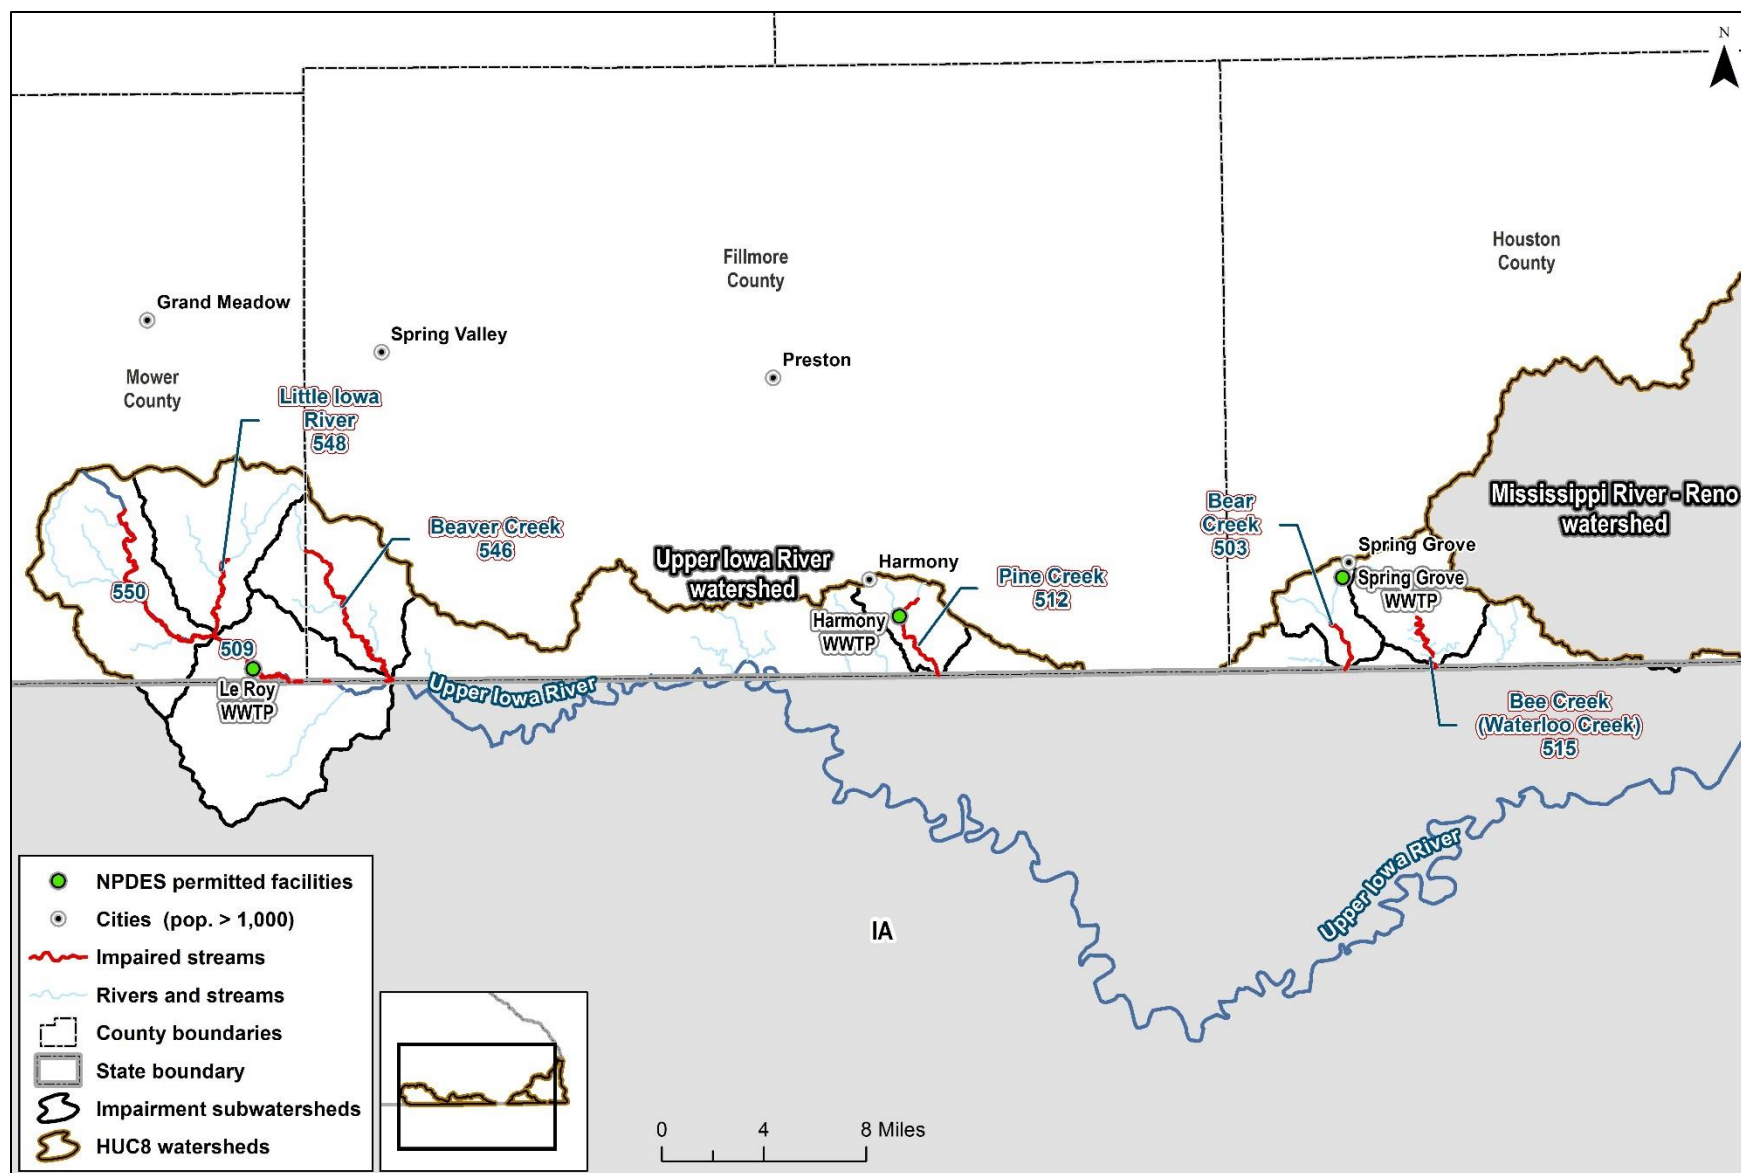 N
Fillmore
County
Houston
County
Grand Meadow
Spring Valley
Preston
Mower
County
Little Iowa
River
548
Beaver Creek
546
550
509
Le Roy
WWTP
Upper Iowa River
watershed
Harmony
Harmony
WWTP
Pine Creek
512
Bear
Creek
503
Spring Grove
Spring Grove
WWTP
Mississippi River - Reno
watershed
Bee Creek
(Waterloo Creek)
515
Upper Iowa River
Upper Iowa River
IA
NPDES permitted facilities
Cities (pop. > 1,000)
Impaired streams
Rivers and streams
County boundaries
State boundary
Impairment subwatersheds
HUC8 watersheds
0 4 8 Miles